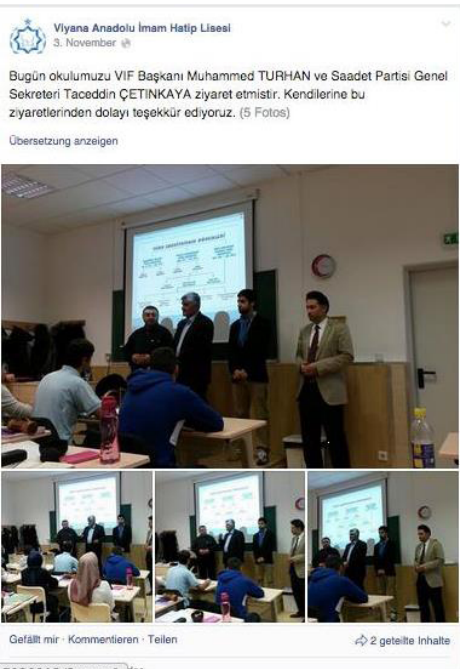 Viyana Anadolu İmam Hatip Lisesi
3. November
Bugün okulumuzu VIF Başkanı Muhammed TURHAN ve Saadet Partisi Genel
Sekreteri Taceddin ÇETINKAYA ziyaret etmistir. Kendilerine bu
ziyaretlerinden dolayı teşekkür ediyoruz. (5 Fotos)
Übersetzung anzeigen
Gefällt mir · Kommentieren · Teilen
2 geteilte Inhalte